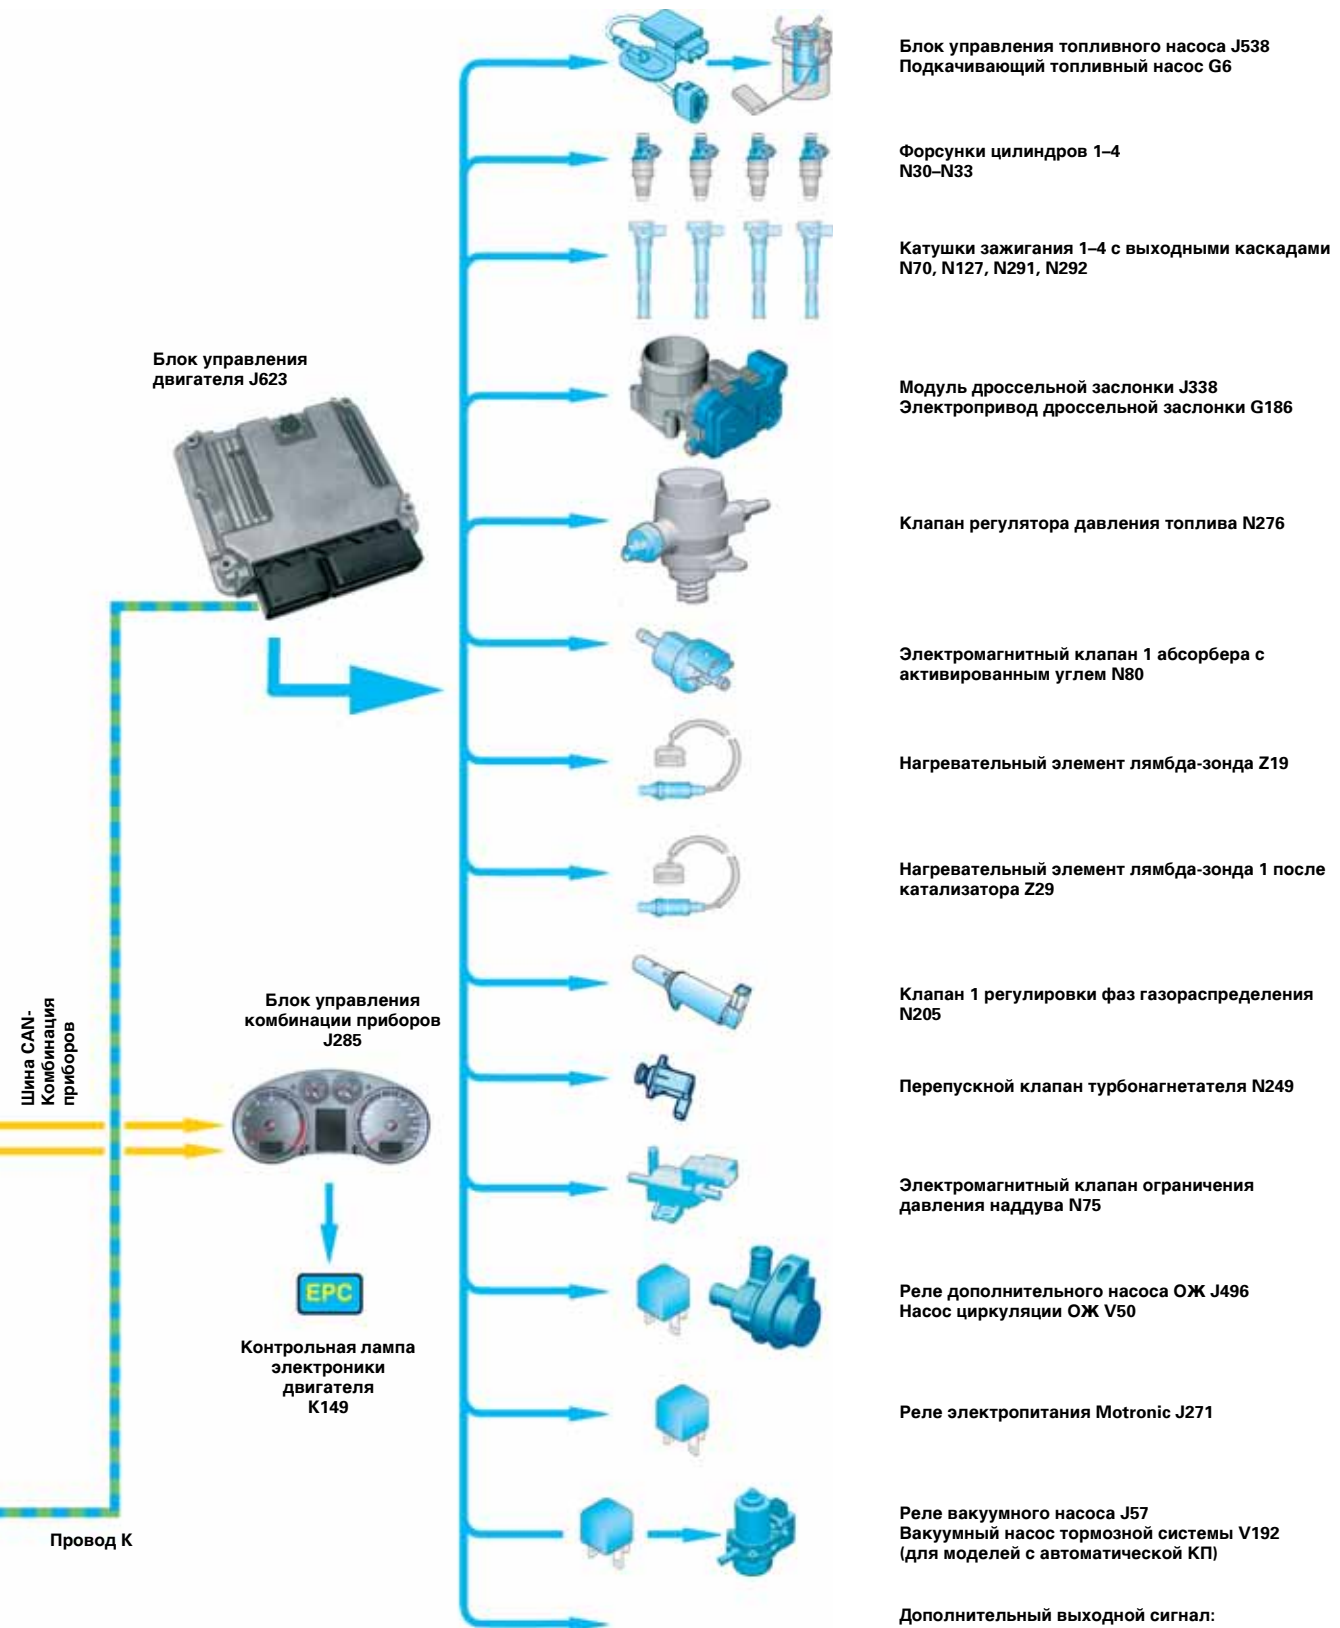 Блок управления топливного насоса J538
Подкачивающий топливный насос G6
Форсунки цилиндров 1–4
N30–N33
Катушки зажигания 1–4 с выходными каскадами
N70, N127, N291, N292
Блок управления
двигателя J623
Модуль дроссельной заслонки J338
Электропривод дроссельной заслонки G186
Клапан регулятора давления топлива N276
Электромагнитный клапан 1 абсорбера с
активированным углем N80
Нагревательный элемент лямбда-зонда Z19
Нагревательный элемент лямбда-зонда 1 после
катализатора Z29
Шина CAN-
Комбинация
приборов
Блок управления
комбинации приборов
J285
Клапан 1 регулировки фаз газораспределения
N205
Перепускной клапан турбонагнетателя N249
Электромагнитный клапан ограничения
давления наддува N75
EPC
Реле дополнительного насоса ОЖ J496
Насос циркуляции ОЖ V50
Контрольная лампа
электроники
двигателя
K149
Реле электропитания Motronic J271
Реле вакуумного насоса J57
Вакуумный насос тормозной системы V192
(для моделей с автоматической КП)
Провод К
Дополнительный выходной сигнал: